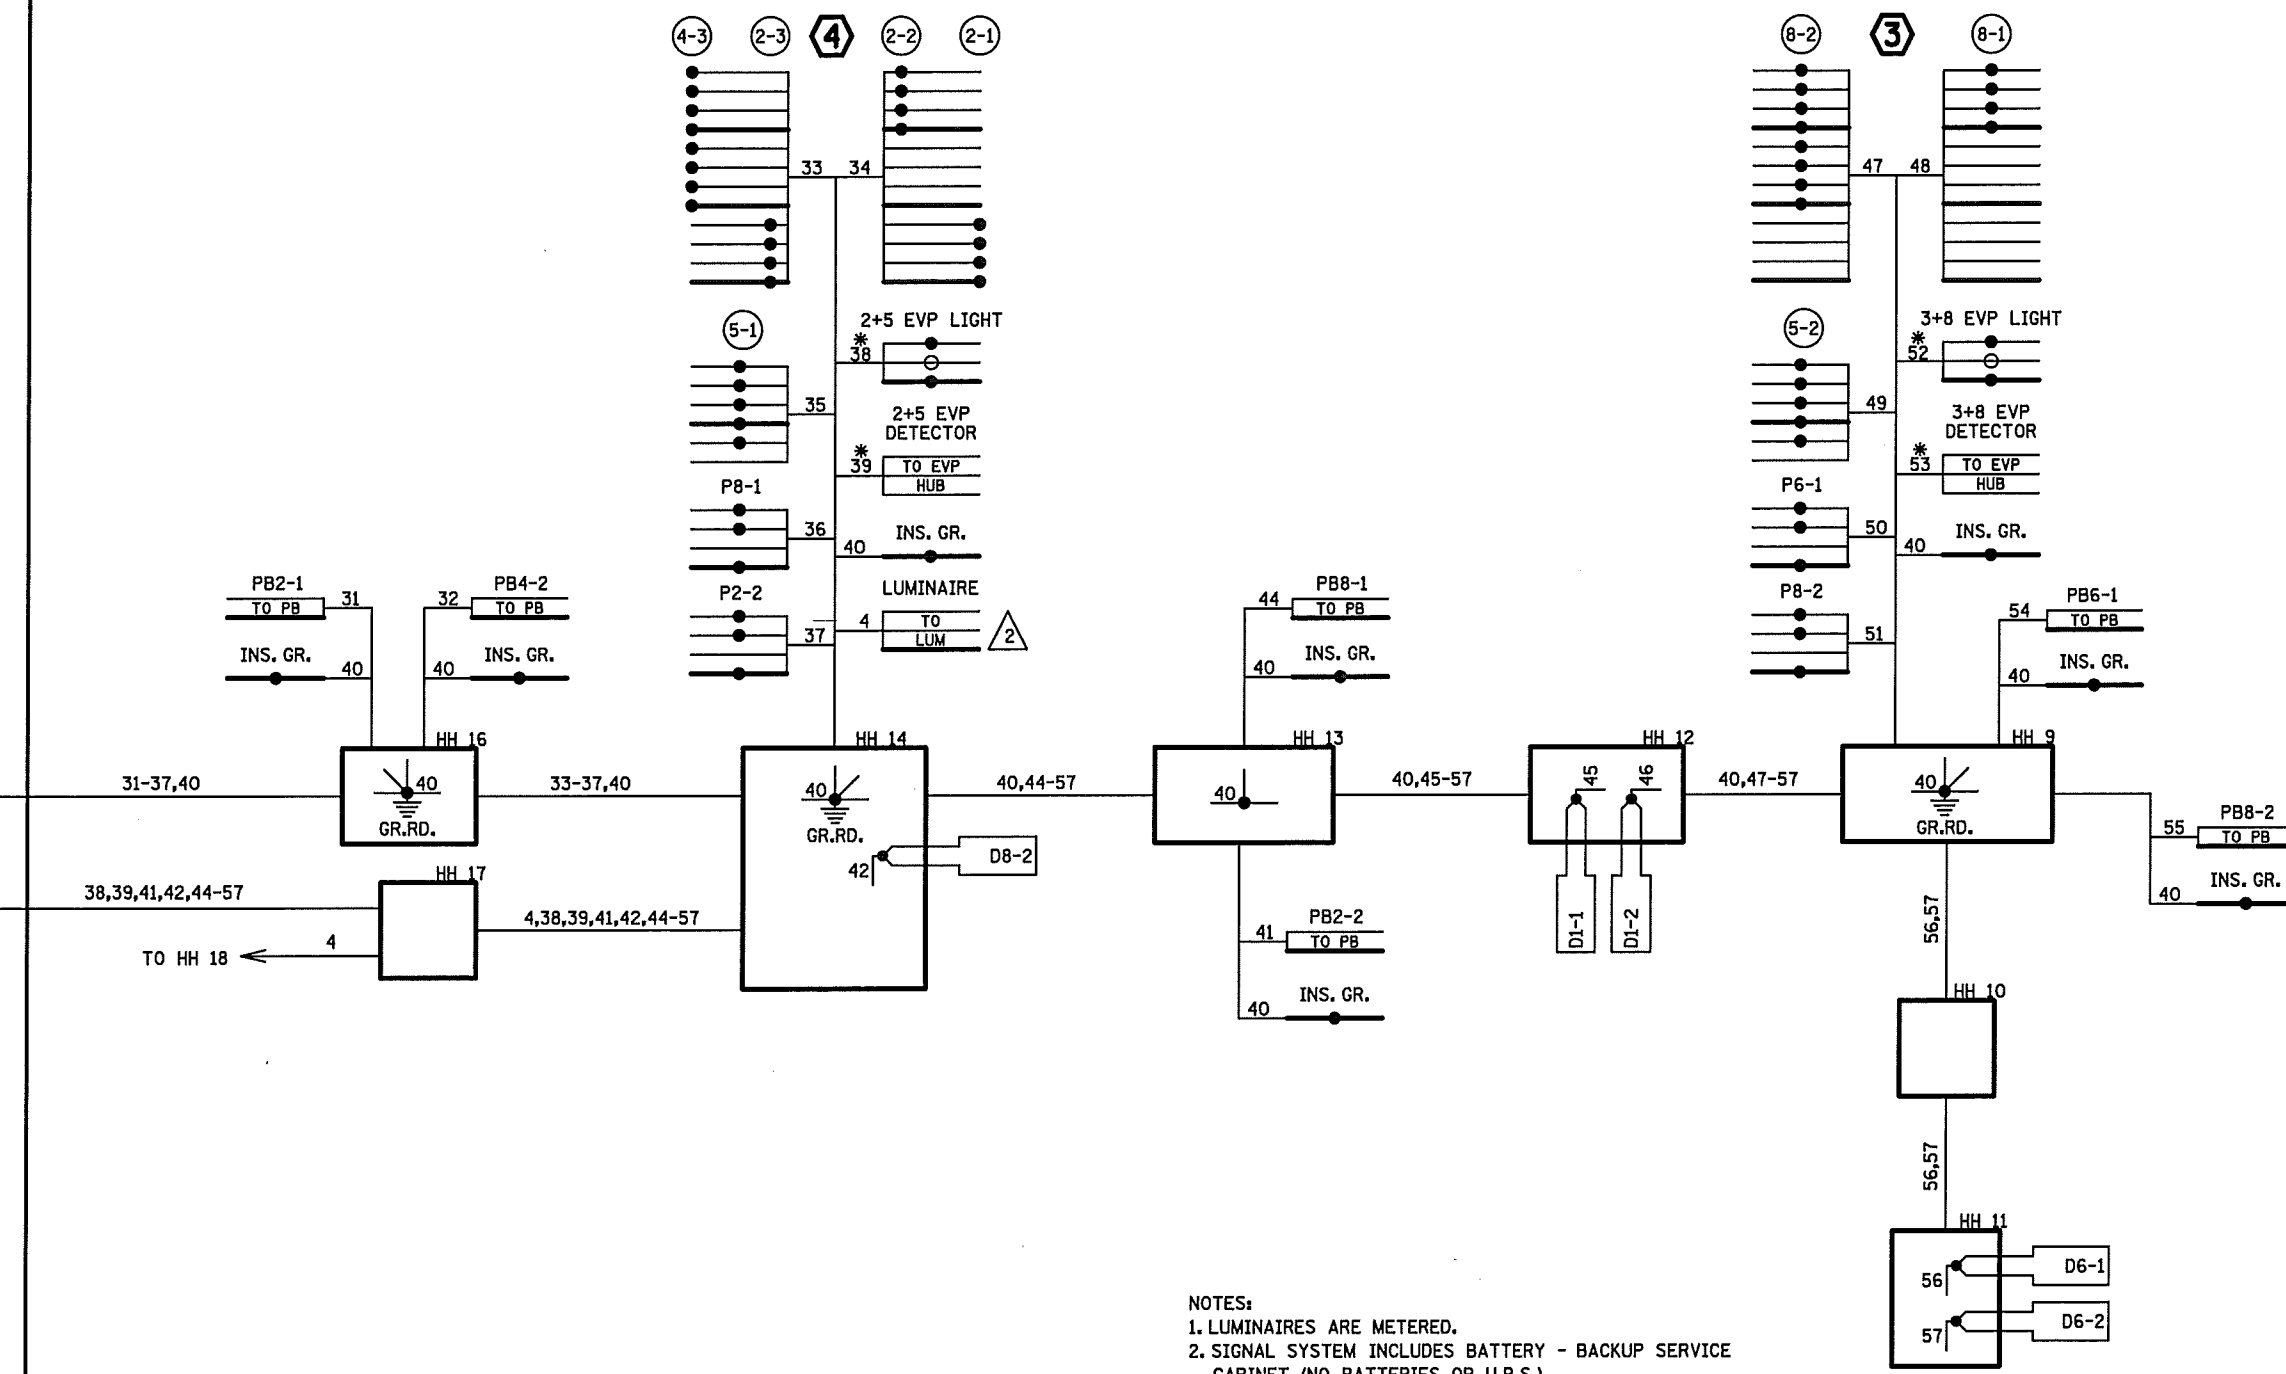 4-3 2-3 4 2-2 2-1
8-2 3 8-1
33 34
47 48
5-1
2+5 EVP LIGHT
*
38
35
2+5 EVP
DETECTOR
*
39 TO EVP
HUB
P8-1
36
INS. GR.
40
P2-2
37
LUMINAIRE
4 TO
LUM
2
5-2
3+8 EVP LIGHT
*
52
49
3+8 EVP
DETECTOR
*
53 TO EVP
HUB
P6-1
50
INS. GR.
40
P8-2
51
PB2-1
TO PB 31
INS. GR.
40
PB4-2
32 TO PB
INS. GR.
40
PB8-1
44 TO PB
INS. GR.
40
PB6-1
54 TO PB
INS. GR.
40
HH 16
40
GR.RD.
31-37,40
33-37,40
HH 14
40
GR.RD.
42
D8-2
40,44-57
HH 13
40
40,45-57
HH 12
45 46
D1-1 D1-2
40,47-57
HH 9
40
GR.RD.
PB8-2
55 TO PB
INS. GR.
40
HH 17
38,39,41,42,44-57
4,38,39,41,42,44-57
4
TO HH 18
PB2-2
41 TO PB
INS. GR.
40
56,57
HH 10
56,57
HH 11
56 D6-1
57 D6-2
NOTES:
1. LUMINAIRES ARE METERED.
2. SIGNAL SYSTEM INCLUDES BATTERY - BACKUP SERVICE
CABINET (NO BATTERIES OR U.P.S.)